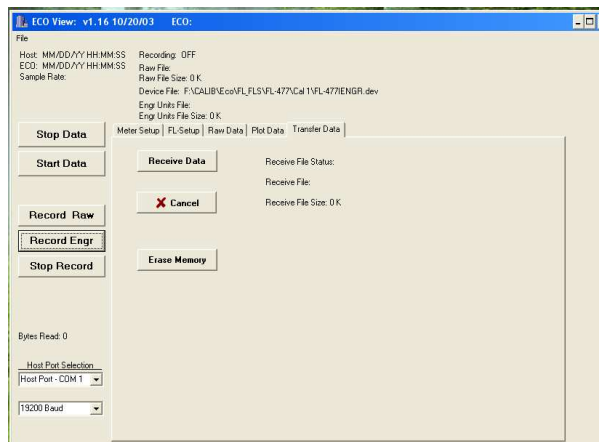 ECO View: v1.16 10/20/03 ECO:
File
Host: MM/DD/YY HH:MM:SS
ECO: MM/DD/YY HH:MM:SS
Sample Rate:
Recording: OFF
Raw File:
Raw File Size: 0 K
Device File: F:\CALIB\Eco\FL_FLS\FL-477\Cal 1\FL-477IENGR.dev
Engr Units File:
Engr Units File Size: 0 K
Stop Data
Start Data
Record Raw
Record Engr
Stop Record
Bytes Read: 0
Host Port Selection
Host Port - COM 1
19200 Baud
Meter Setup FL-Setup Raw Data Plot Data Transfer Data
Receive Data
Cancel
Erase Memory
Receive File Status:
Receive File:
Receive File Size: 0 K